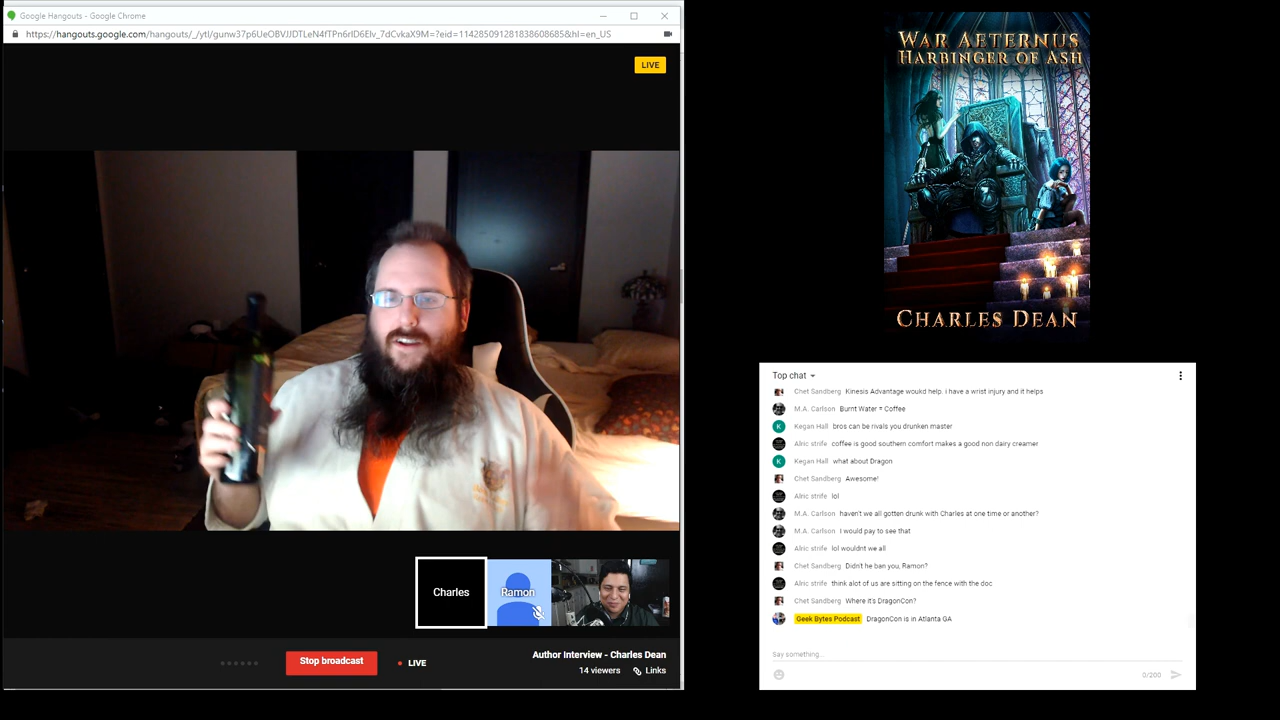 Google Hangouts - Google Chrome
https://hangouts.google.com/hangouts/_/ytl/gunw37p6UeOBVJJDTLeN4fTPn6rlD6Elv_7dCvkaX9M=?eid=114285091281838608685&hl=en_US
LIVE
Charles
Ramon
Stop broadcast
LIVE
Author Interview - Charles Dean
14 viewers
Links
WAR AETERNUS
HARBINGER OF ASH
CHARLES DEAN
Top chat
Chet Sandberg Kinesis Advantage woukd help. i have a wrist injury and it helps
M.A. Carlson Burnt Water = Coffee
K Kegan Hall bros can be rivals you drunken master
Alric strife coffee is good southern comfort makes a good non dairy creamer
K Kegan Hall what about Dragon
Chet Sandberg Awesome!
Alric strife lol
M.A. Carlson haven't we all gotten drunk with Charles at one time or another?
M.A. Carlson I would pay to see that
Alric strife lol wouldnt we all
Chet Sandberg Didn't he ban you, Ramon?
Alric strife think alot of us are sitting on the fence with the doc
Chet Sandberg Where it's DragonCon?
Geek Bytes Podcast DragonCon is in Atlanta GA
Say something...
0/200